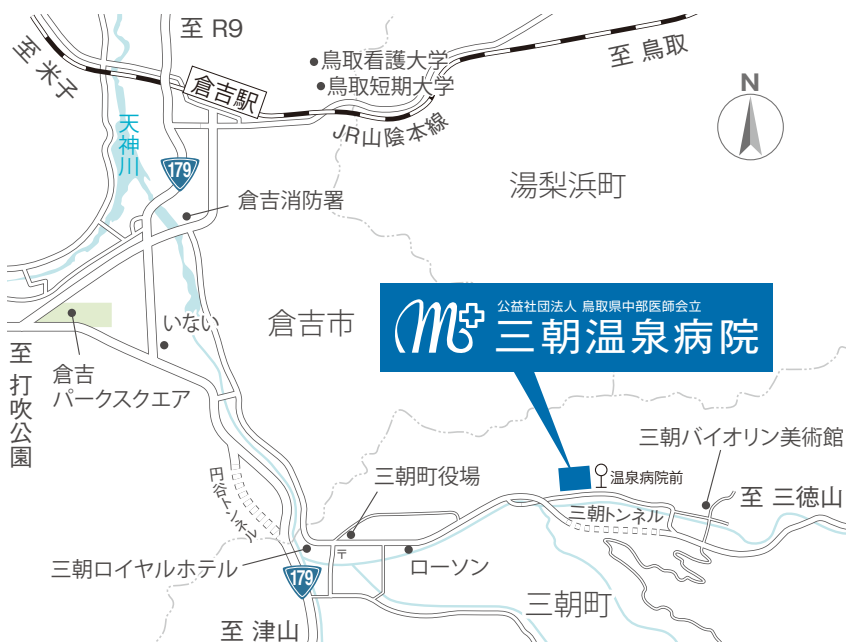 至 R9
至 米子
鳥取看護大学
鳥取短期大学
至 鳥取
倉吉駅
JR山陰本線
N
天神川
179
湯梨浜町
倉吉消防署
公益社団法人 鳥取県中部医師会立
三朝温泉病院
いない
倉吉市
至 打吹公園
倉吉
パークスクエア
三朝バイオリン美術館
円谷トンネル
三朝町役場
温泉病院前
至 三徳山
三朝トンネル
〒
三朝ロイヤルホテル
ローソン
179
三朝町
至 津山